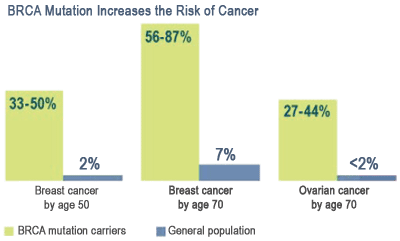 BRCA Mutation Increases the Risk of Cancer
56-87%
33-50%
27-44%
2%
7%
<2%
Breast cancer
by age 50
Breast cancer
by age 70
Ovarian cancer
by age 70
BRCA mutation carriers
General population